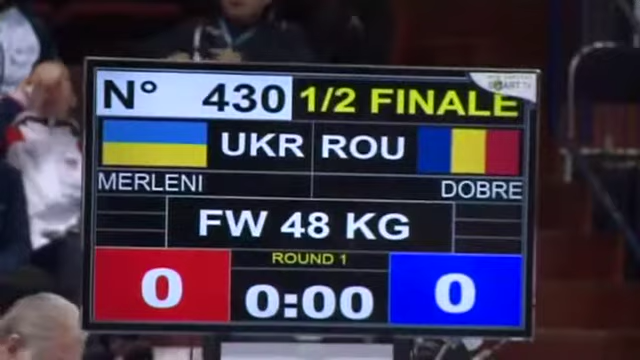 N° 430 1/2 FINALE
UKR ROU
MERLENI DOBRE
FW 48 KG
ROUND 1
0 0:00 0